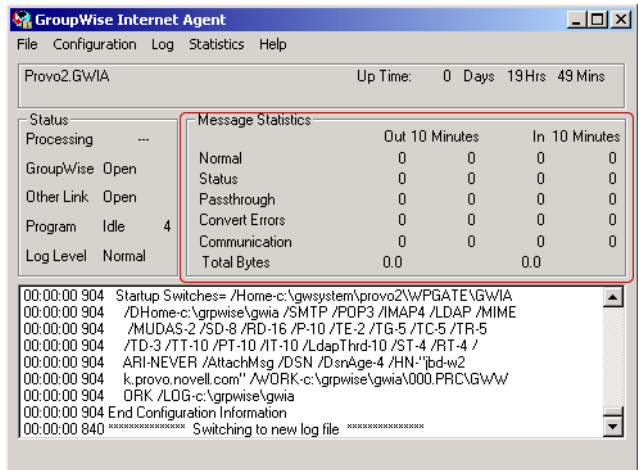 GroupWise Internet Agent
File Configuration Log Statistics Help
Provo2.GWIA Up Time: 0 Days 19 Hrs 49 Mins
Status
Processing ---
GroupWise Open
Other Link Open
Program Idle 4
Log Level Normal
Message Statistics
Out 10 Minutes In 10 Minutes
Normal 0 0 0 0
Status 0 0 0 0
Passthrough 0 0 0 0
Convert Errors 0 0 0 0
Communication 0 0 0 0
Total Bytes 0.0 0.0
00:00:00 904 Startup Switches= /Home-c:\gwsystem\provo2\WPGATE\GWIA
00:00:00 904 /DHome-c:\grpwise\gwia /SMTP /POP3 /IMAP4 /LDAP /MIME
00:00:00 904 /MUDAS-2 /SD-8 /RD-16 /P-10 /TE-2 /TG-5 /TC-5 /TR-5
00:00:00 904 /TD-3 /TT-10 /PT-10 /IT-10 /LdapThrd-10 /ST-4 /RT-4 /
00:00:00 904 ARI-NEVER /AttachMsg /DSN /DsnAge-4 /HN-"jbd-w2
00:00:00 904 k.provo.novell.com" /WORK-c:\grpwise\gwia\000.PRC\GWW
00:00:00 904 ORK /LOG-c:\grpwise\gwia
00:00:00 904 End Configuration Information
00:00:00 840 *************** Switching to new log file ***************